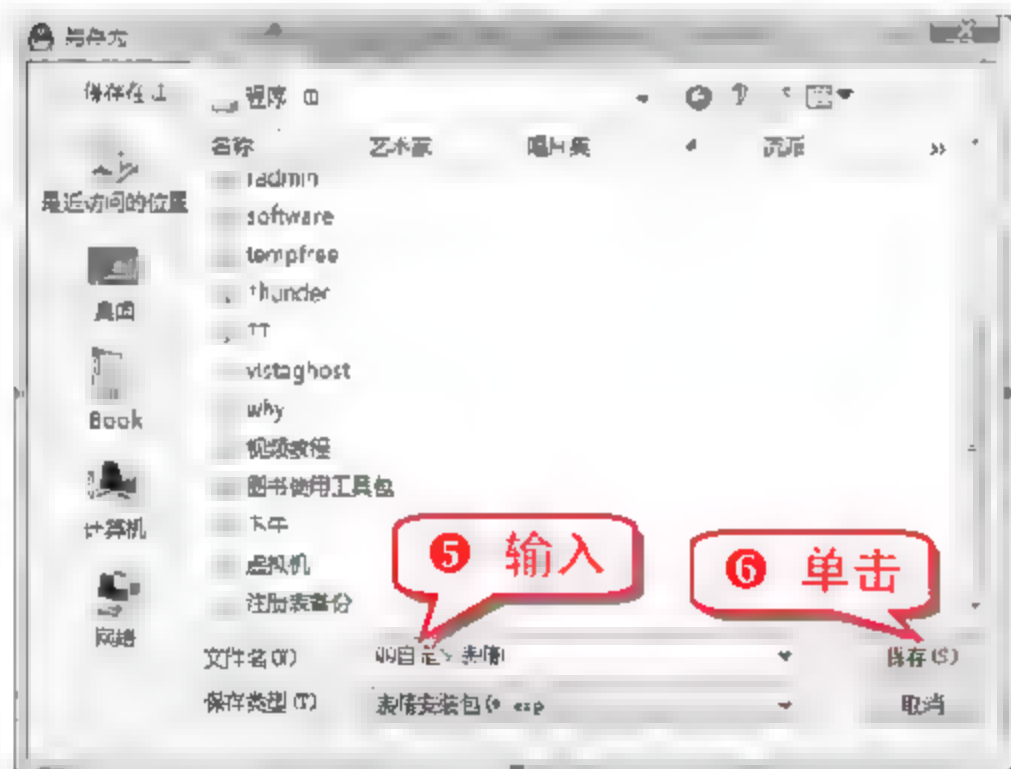 另存为
保存在(I)
程序 (I)
名称 艺术家 唱片集 # 流派 »
radmin
最近访问的位置
software
tempfree
thunder
桌面
TT
vistaghost
why
Book
视频教程
图书使用工具包
计算机
❺ 输入
❻ 单击
虚拟机
注册表备份
网络
文件名(N)
保存(S)
保存类型(T) 表情安装包(*
取消